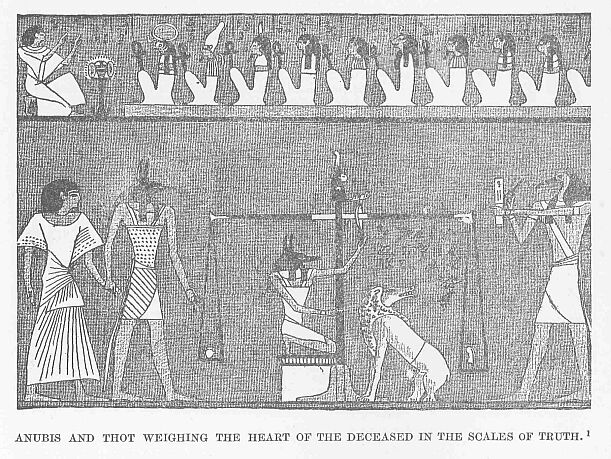 ANUBIS AND THOT WEIGHING THE HEART OF THE DECEASED IN THE SCALES OF TRUTH.¹